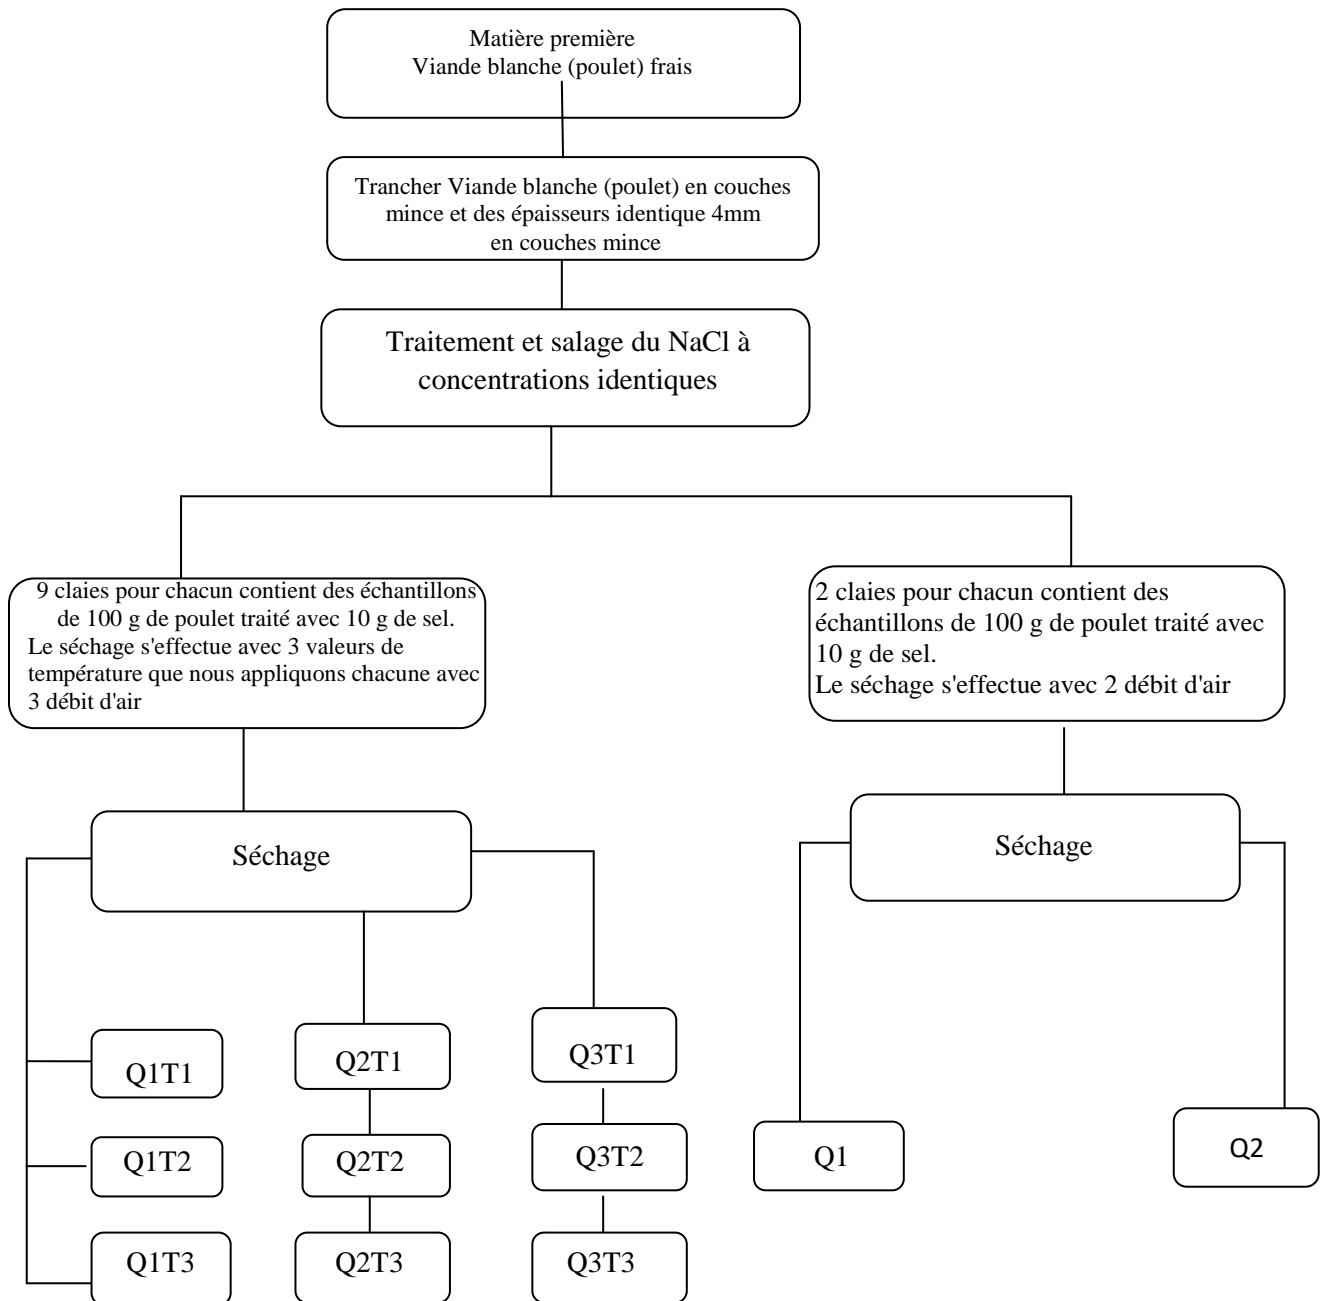 Matière première
Viande blanche (poulet) frais
Trancher Viande blanche (poulet) en couches
mince et des épaisseurs identique 4mm
en couches mince
Traitement et salage du NaCl à
concentrations identiques
9 claies pour chacun contient des échantillons
de 100 g de poulet traité avec 10 g de sel.
Le séchage s'effectue avec 3 valeurs de
température que nous appliquons chacune avec
3 débit d'air
2 claies pour chacun contient des
échantillons de 100 g de poulet traité avec
10 g de sel.
Le séchage s'effectue avec 2 débit d'air
Séchage
Séchage
Q1T1
Q2T1
Q3T1
Q1T2
Q2T2
Q3T2
Q1
Q2
Q1T3
Q2T3
Q3T3